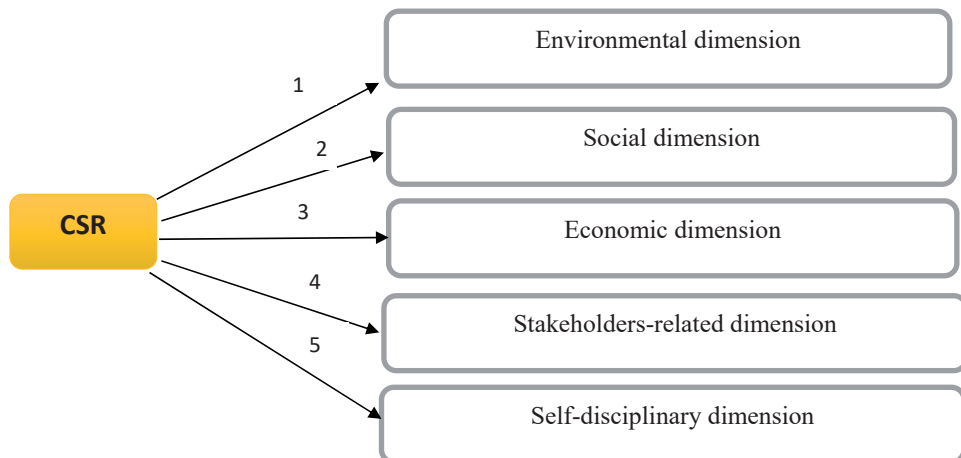 Environmental dimension
1
Social dimension
2
CSR
3
Economic dimension
4
Stakeholders-related dimension
5
Self-disciplinary dimension